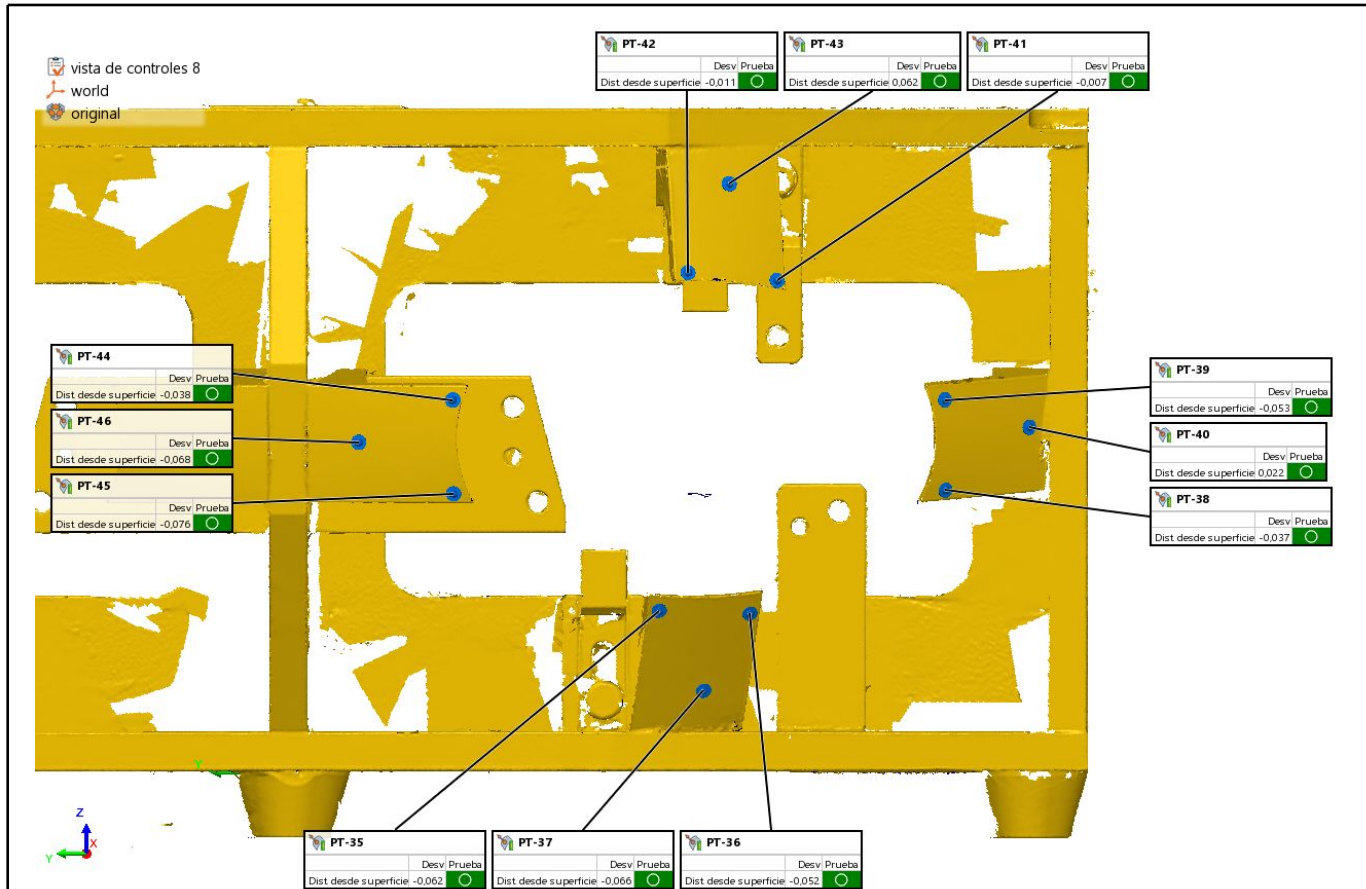 vista de controles 8
world
original
PT-42
Desv Prueba
Dist desde superficie -0,011
PT-43
Desv Prueba
Dist desde superficie 0,062
PT-41
Desv Prueba
Dist desde superficie -0,007
PT-44
Desv Prueba
Dist desde superficie -0,038
PT-46
Desv Prueba
Dist desde superficie -0,068
PT-45
Desv Prueba
Dist desde superficie -0,076
PT-39
Desv Prueba
Dist desde superficie -0,053
PT-40
Desv Prueba
Dist desde superficie 0,022
PT-38
Desv Prueba
Dist desde superficie -0,037
Y
Z
X
Y
PT-35
Desv Prueba
Dist desde superficie -0,062
PT-37
Desv Prueba
Dist desde superficie -0,066
PT-36
Desv Prueba
Dist desde superficie -0,052